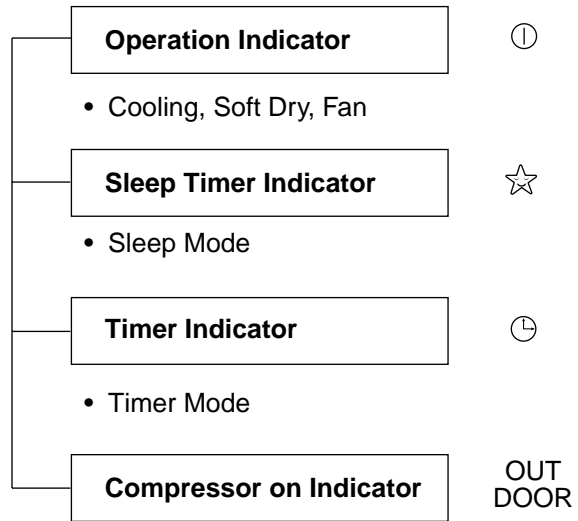 Operation Indicator
• Cooling, Soft Dry, Fan
Sleep Timer Indicator
• Sleep Mode
Timer Indicator
• Timer Mode
Compressor on Indicator
OUT
DOOR